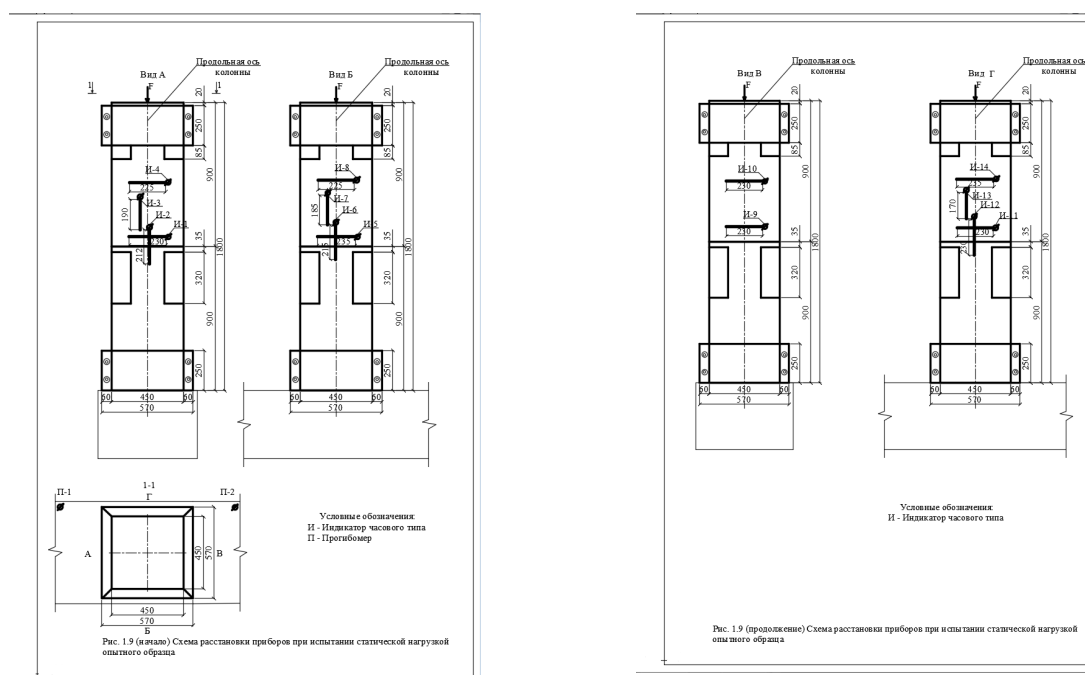 Вид А
F
Продольная ось
колонны
1
1
20
250
85
900
И-4
225
И-3
190
И-2
И-1
230
212
35
1800
320
900
250
60
450
60
570
Вид Б
F
Продольная ось
колонны
20
250
85
900
И-8
225
И-7
185
И-6
И-5
235
215
35
1800
320
900
250
60
450
60
570
1-1
П-1
Г
П-2
А
В
450
570
450
570
Б
Условные обозначения:
И - Индикатор часового типа
П - Прогибомер
Рис. 1.9 (начало) Схема расстановки приборов при испытании статической нагрузкой
опытного образца
Вид В
F
Продольная ось
колонны
20
250
85
900
И-10
230
И-9
230
35
1800
320
900
250
60
450
60
570
Вид Г
F
Продольная ось
колонны
20
250
85
900
И-14
И-13
170
И-12
И-11
230
230
35
1800
320
900
250
60
450
60
570
Условные обозначения:
И - Индикатор часового типа
Рис. 1.9 (продолжение) Схема расстановки приборов при испытании статической нагрузкой
опытного образца